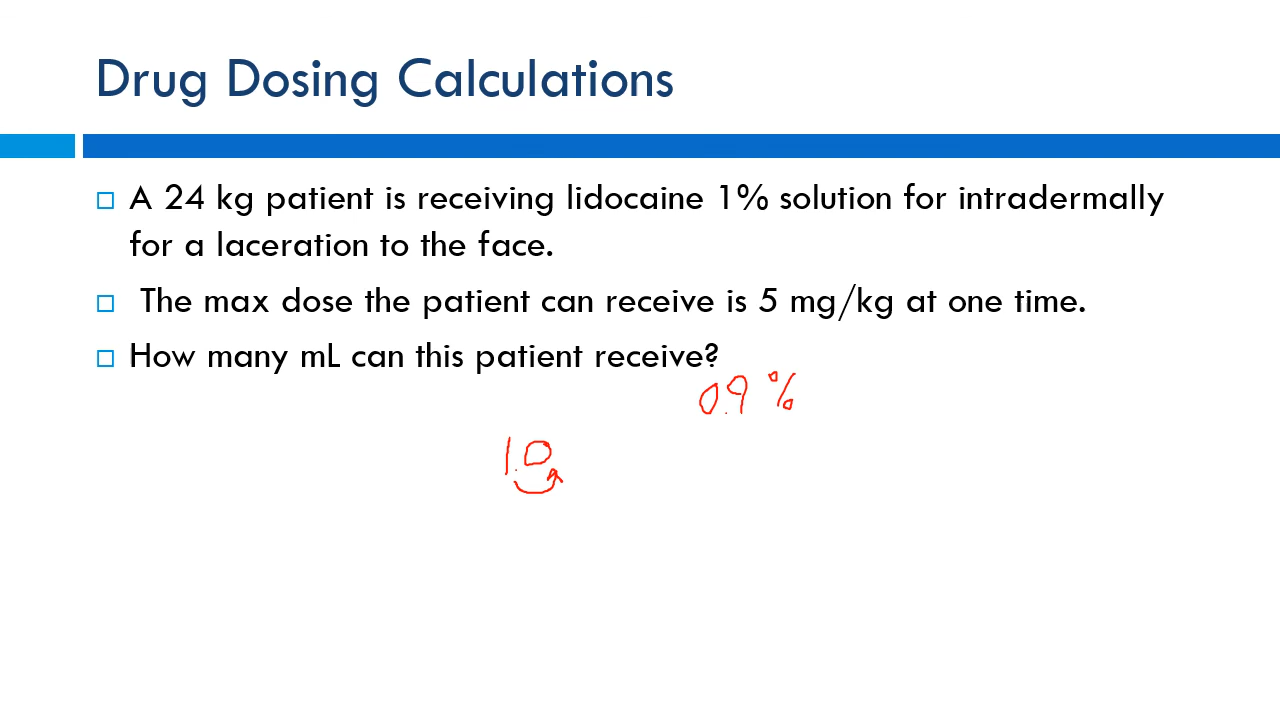 Drug Dosing Calculations
A 24 kg patient is receiving lidocaine 1% solution for intradermally
for a laceration to the face.
The max dose the patient can receive is 5 mg/kg at one time.
How many mL can this patient receive?
0.9 %
1.0